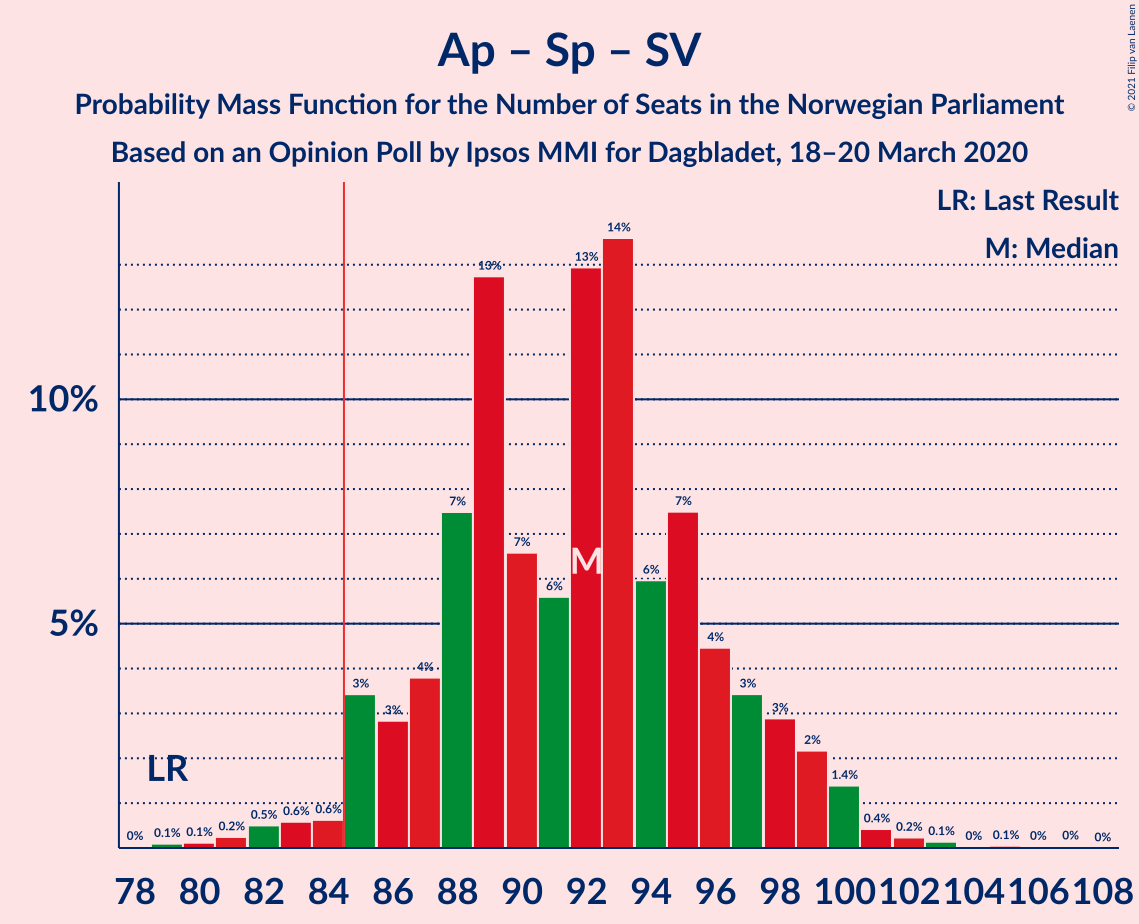 Ap – Sp – SV
Probability Mass Function for the Number of Seats in the Norwegian Parliament
Based on an Opinion Poll by Ipsos MMI for Dagbladet, 18–20 March 2020
© 2021 Filip van Laenen
LR: Last Result
M: Median
10%
5%
LR
M
0% 0.1% 0.1% 0.2% 0.5% 0.6% 0.6% 3% 3% 4% 7% 13% 7% 6% 13% 14% 6% 7% 4% 3% 3% 2% 1.4% 0.4% 0.2% 0.1% 0% 0.1% 0% 0% 0%
78 80 82 84 86 88 90 92 94 96 98 100 102 104 106 108